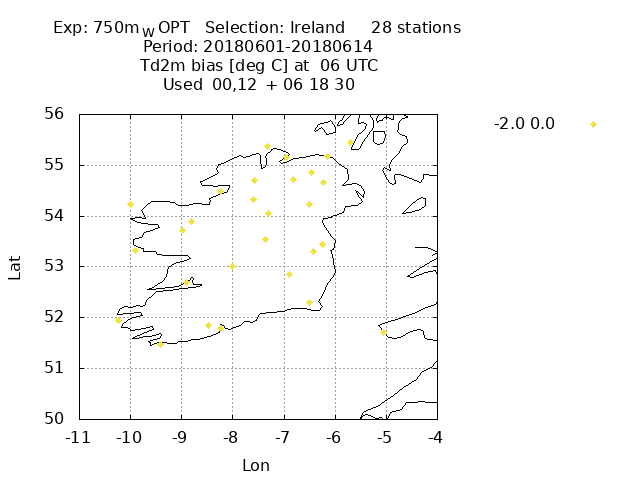 Exp: 750m_W OPT Selection: Ireland 28 stations
Period: 20180601-20180614
Td2m bias [deg C] at 06 UTC
Used 00,12 + 06 18 30
-2.0 0.0
56
55
54
53
52
51
50
Lat
-11 -10 -9 -8 -7 -6 -5 -4
Lon